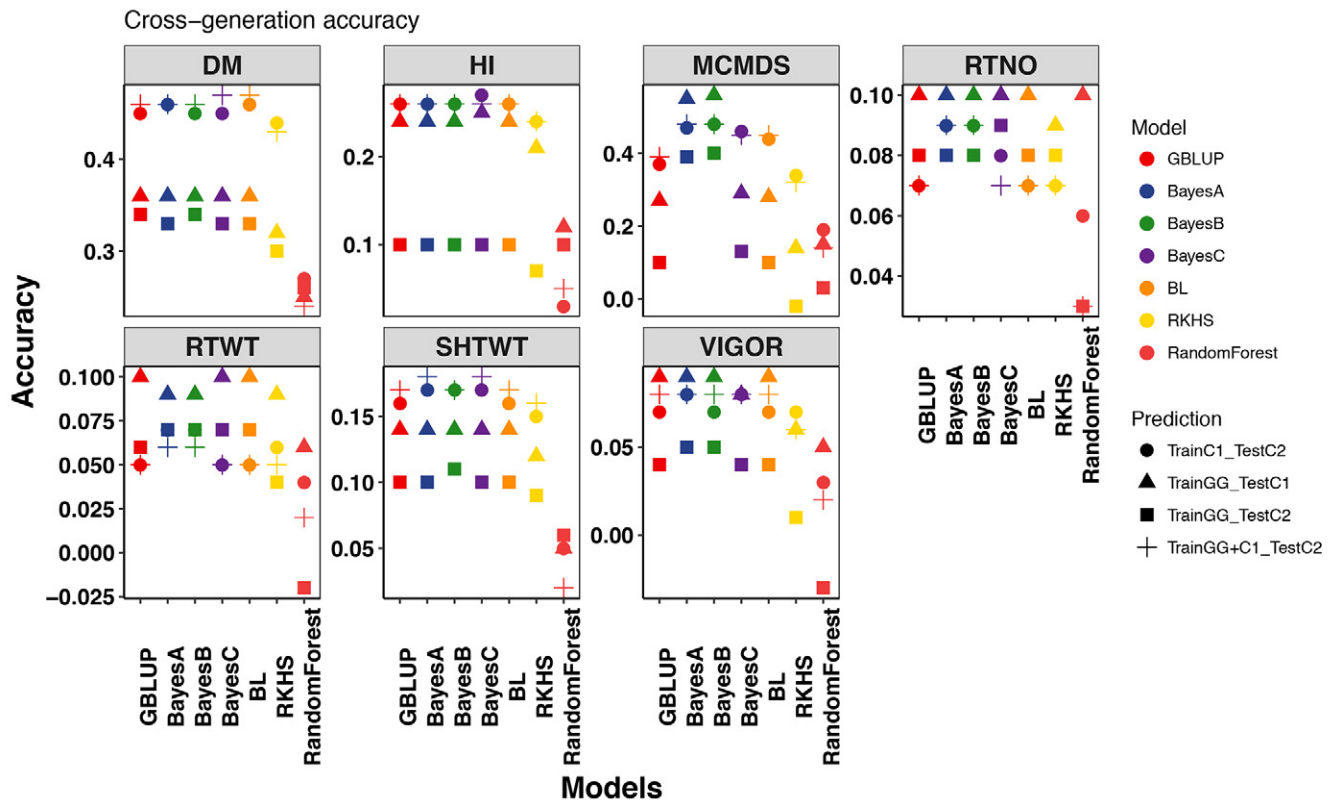 Cross−generation accuracy
DM
HI
MCMDS
RTNO
0.4
0.3
0.2
0.1
0.4
0.2
0.0
0.10
0.08
0.06
0.04
GBLUP
BayesA
BayesB
BayesC
BL
RKHS
RandomForest
RTWT
SHTWT
VIGOR
0.100
0.075
0.050
0.025
0.000
−0.025
0.15
0.10
0.05
0.05
0.00
GBLUP
BayesA
BayesB
BayesC
BL
RKHS
RandomForest
GBLUP
BayesA
BayesB
BayesC
BL
RKHS
RandomForest
GBLUP
BayesA
BayesB
BayesC
BL
RKHS
RandomForest
Accuracy
Models
Model
GBLUP
BayesA
BayesB
BayesC
BL
RKHS
RandomForest
Prediction
TrainC1_TestC2
TrainGG_TestC1
TrainGG_TestC2
TrainGG+C1_TestC2